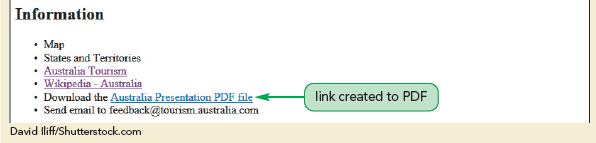 Information
• Map
• States and Territories
• Australia Tourism
• Wikipedia - Australia
• Download the Australia Presentation PDF file
link created to PDF
• Send email to feedback@tourism.australia.com
David Iliff/Shutterstock.com